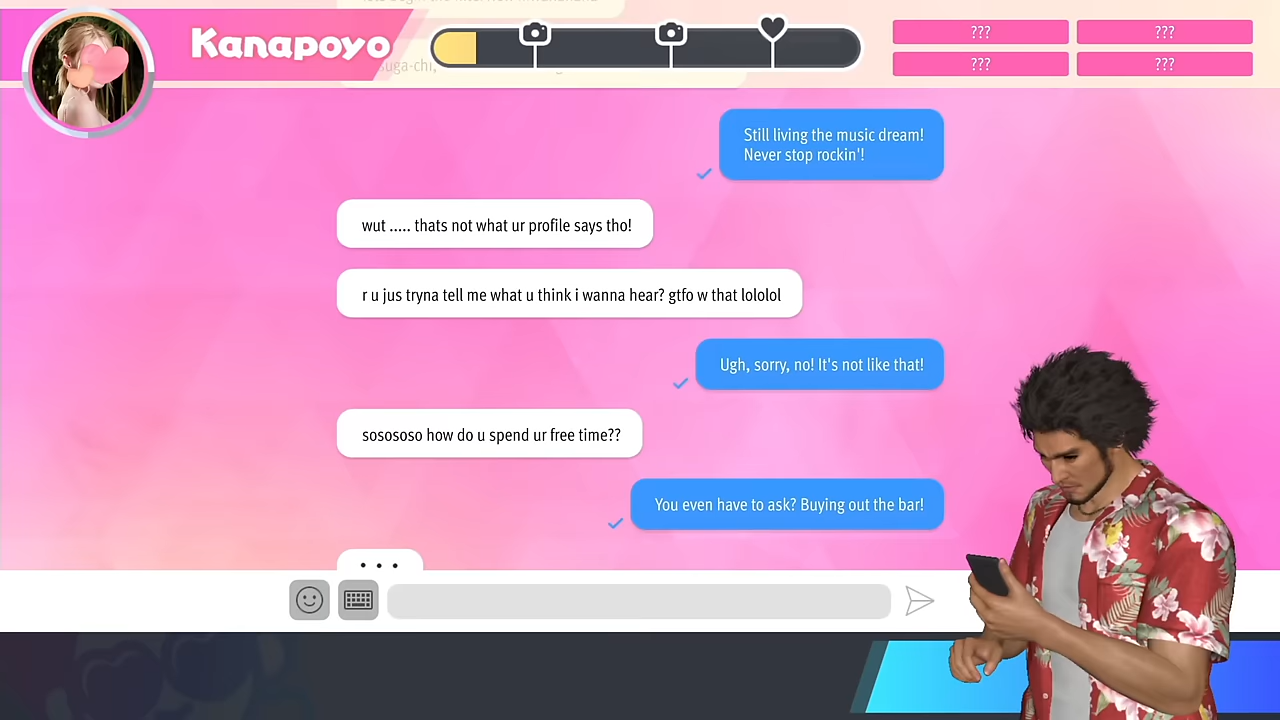 Kanapoyo
???
???
???
???
suga-chi,
Still living the music dream!
Never stop rockin'!
wut ..... thats not what ur profile says tho!
r u jus tryna tell me what u think i wanna hear? gtfo w that lololol
Ugh, sorry, no! It's not like that!
sosososo how do u spend ur free time??
You even have to ask? Buying out the bar!
...